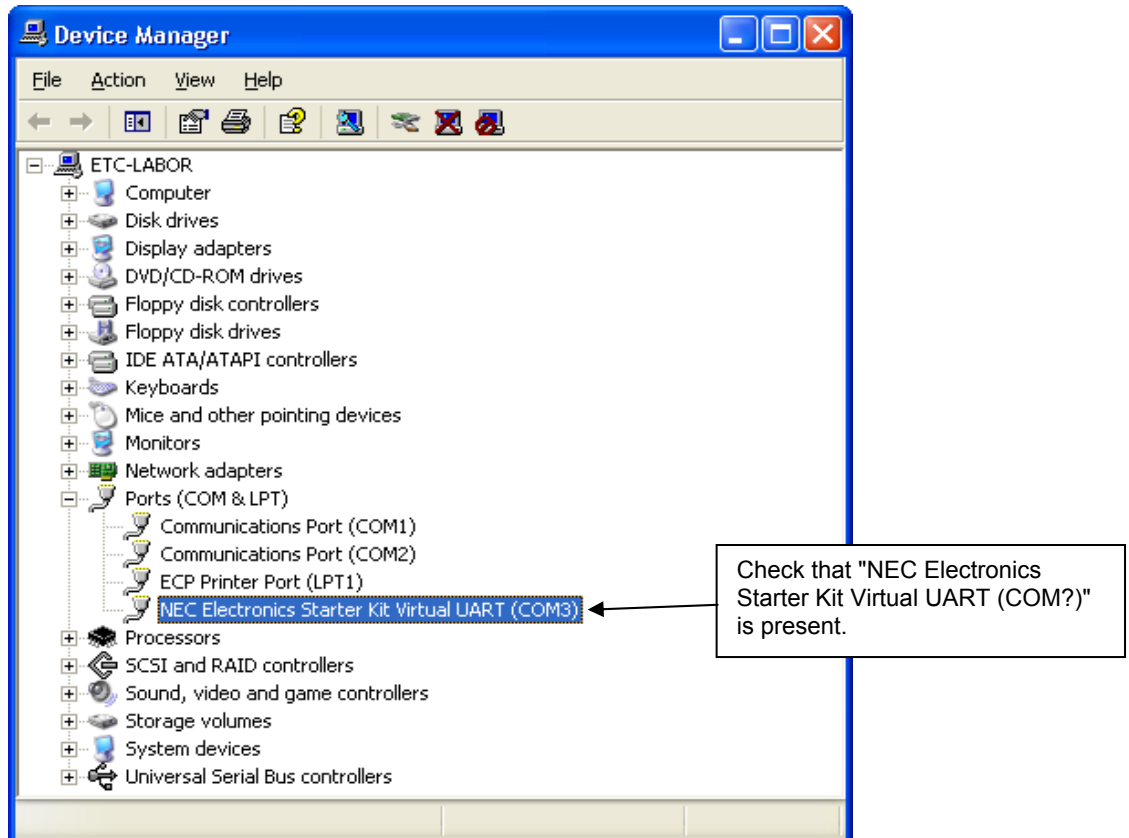 Device Manager
File Action View Help
ETC-LABOR
Computer
Disk drives
Display adapters
DVD/CD-ROM drives
Floppy disk controllers
Floppy disk drives
IDE ATA/ATAPI controllers
Keyboards
Mice and other pointing devices
Monitors
Network adapters
Ports (COM & LPT)
Communications Port (COM1)
Communications Port (COM2)
ECP Printer Port (LPT1)
NEC Electronics Starter Kit Virtual UART (COM3)
Check that "NEC Electronics
Starter Kit Virtual UART (COM?)"
is present.
Processors
SCSI and RAID controllers
Sound, video and game controllers
Storage volumes
System devices
Universal Serial Bus controllers